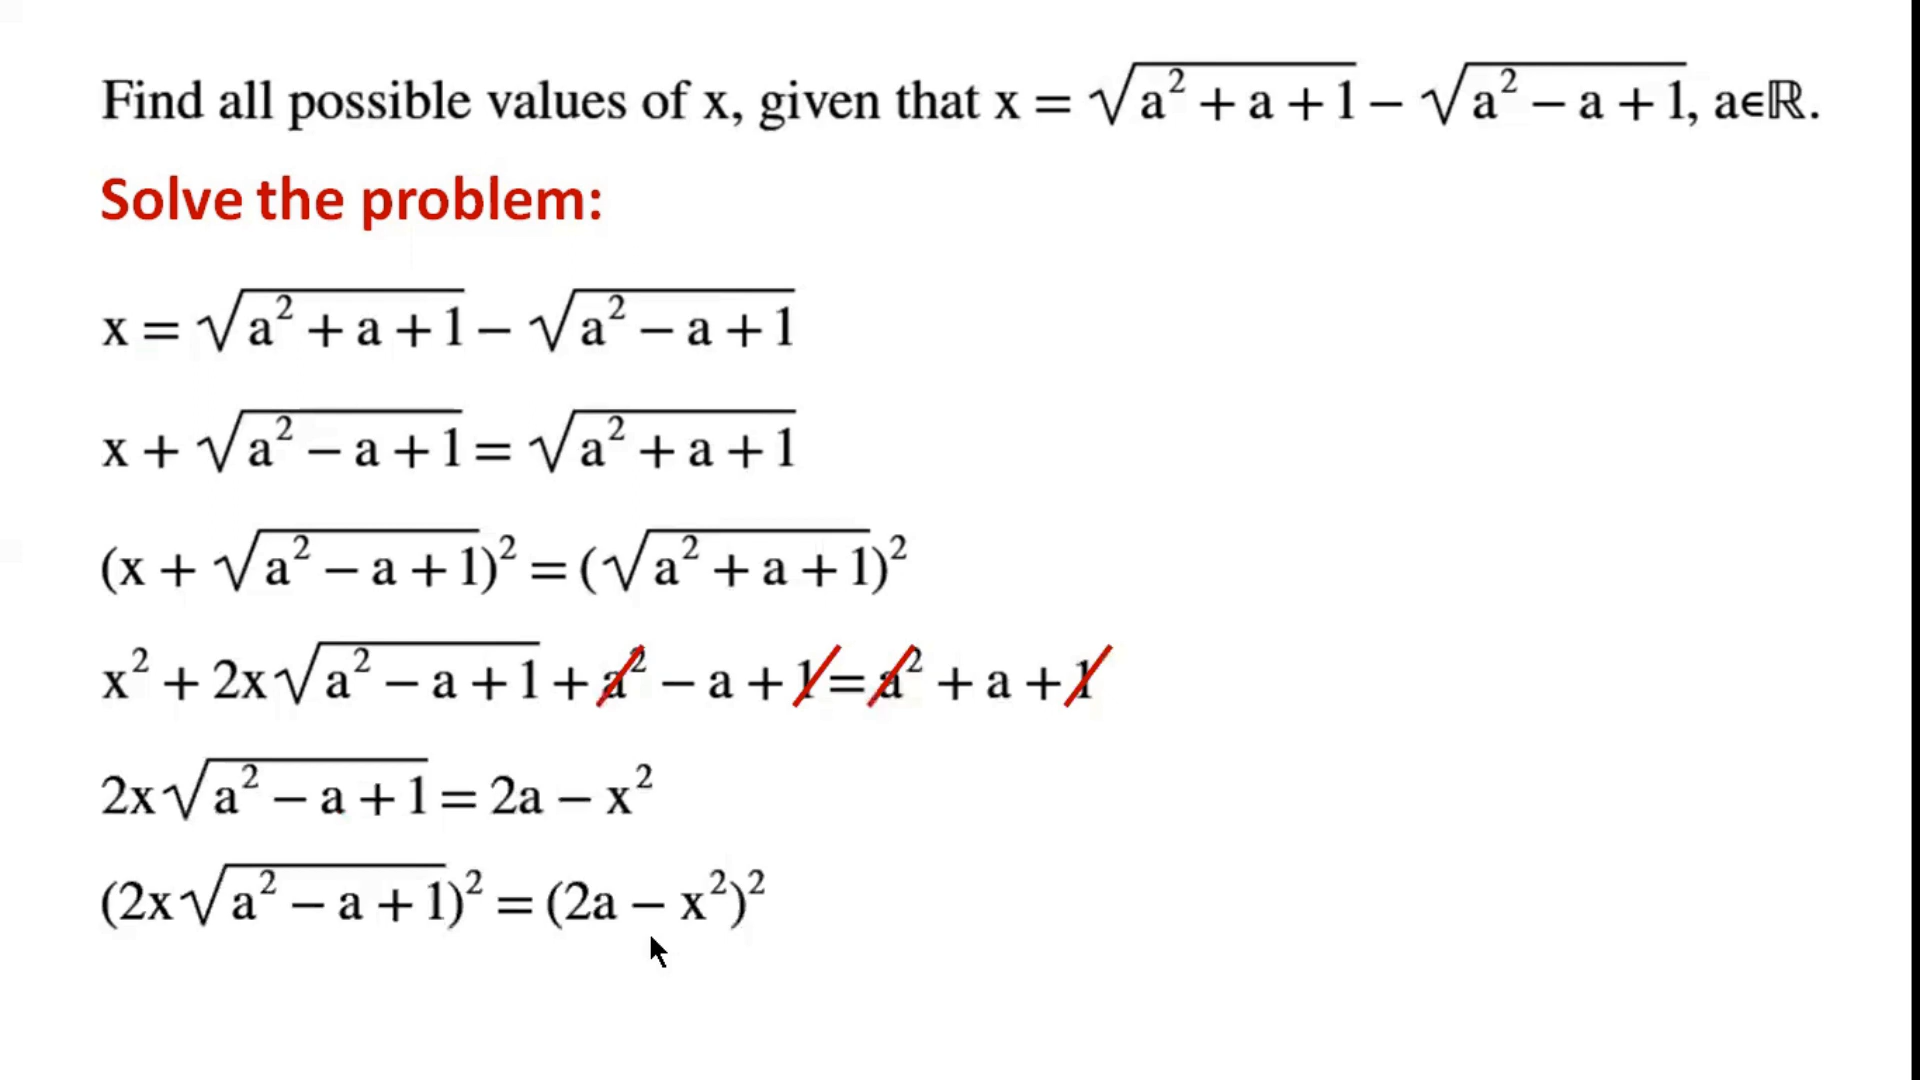 Find all possible values of x, given that x = √(a² + a + 1) − √(a² − a + 1), a∈ℝ.
Solve the problem:
x = √(a² + a + 1) − √(a² − a + 1)
x + √(a² − a + 1) = √(a² + a + 1)
(x + √(a² − a + 1))² = (√(a² + a + 1))²
x² + 2x√(a² − a + 1) + a² − a + 1 = a² + a + 1
2x√(a² − a + 1) = 2a − x²
(2x√(a² − a + 1))² = (2a − x²)²